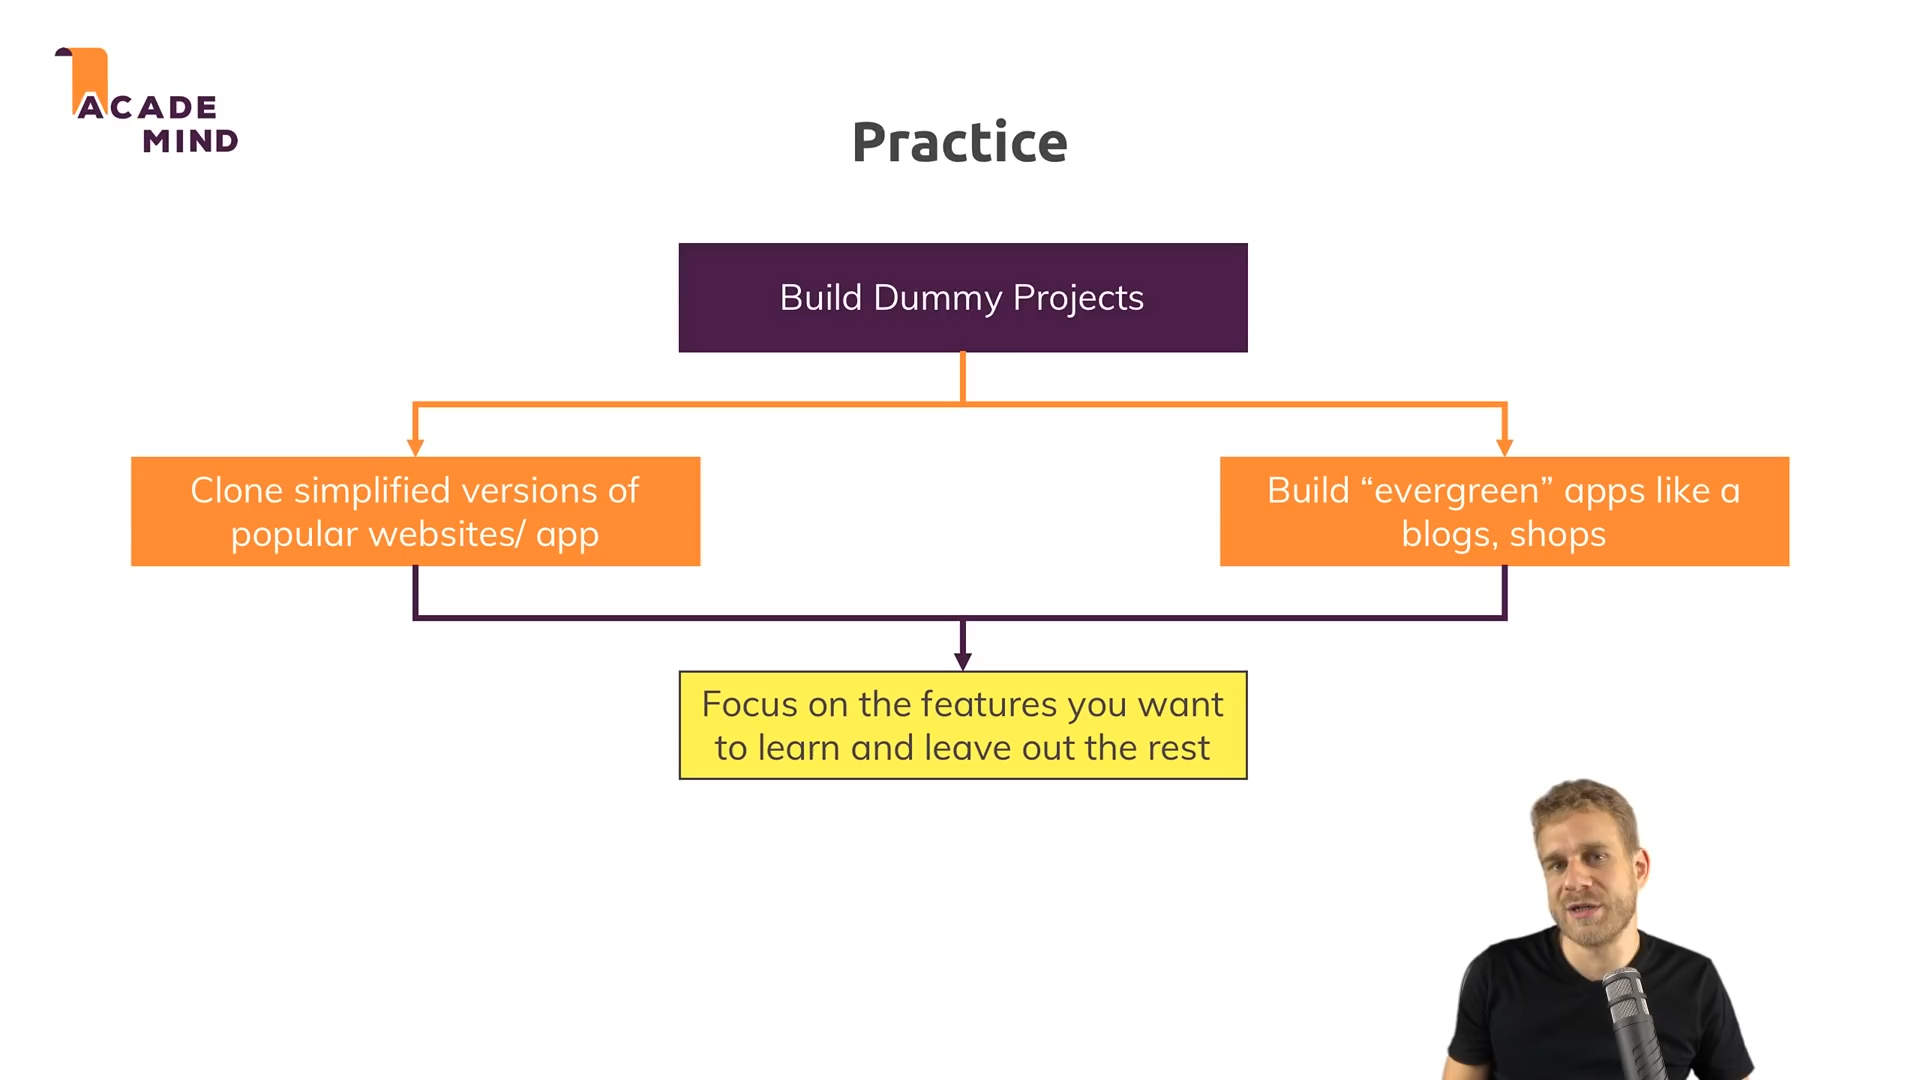 ACADE
MIND
Practice
Build Dummy Projects
Clone simplified versions of
popular websites/ app
Build “evergreen” apps like a
blogs, shops
Focus on the features you want
to learn and leave out the rest